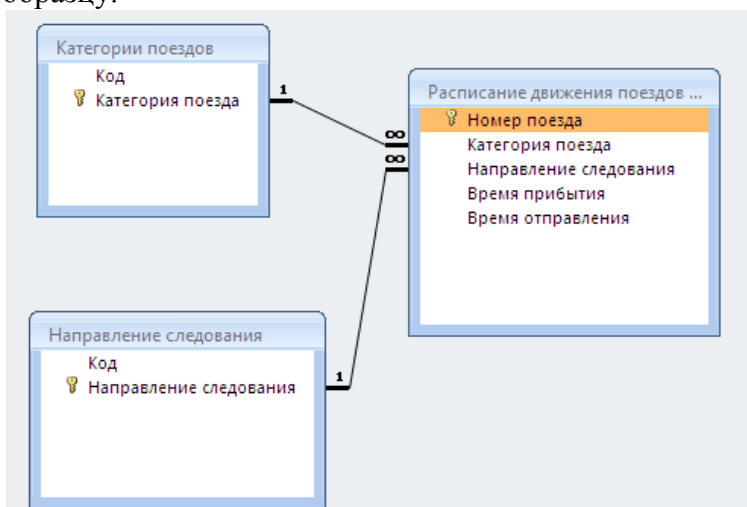 образцу.
Категории поездов
Код
Категория поезда
1
∞
∞
Расписание движения поездов ...
Номер поезда
Категория поезда
Направление следования
Время прибытия
Время отправления
Направление следования
Код
Направление следования
1